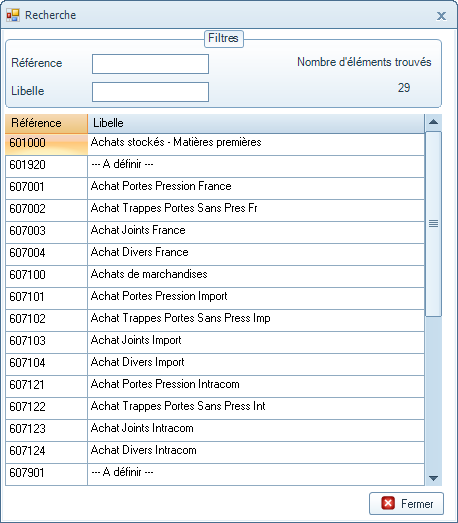 Recherche
Filtres
Référence
Nombre d'éléments trouvés
Libelle
29
Référence Libelle
601000 Achats stockés - Matières premières
601920 --- A définir ---
607001 Achat Portes Pression France
607002 Achat Trappes Portes Sans Pres Fr
607003 Achat Joints France
607004 Achat Divers France
607100 Achats de marchandises
607101 Achat Portes Pression Import
607102 Achat Trappes Portes Sans Press Imp
607103 Achat Joints Import
607104 Achat Divers Import
607121 Achat Portes Pression Intracom
607122 Achat Trappes Portes Sans Press Int
607123 Achat Joints Intracom
607124 Achat Divers Intracom
607901 --- A définir ---
Fermer